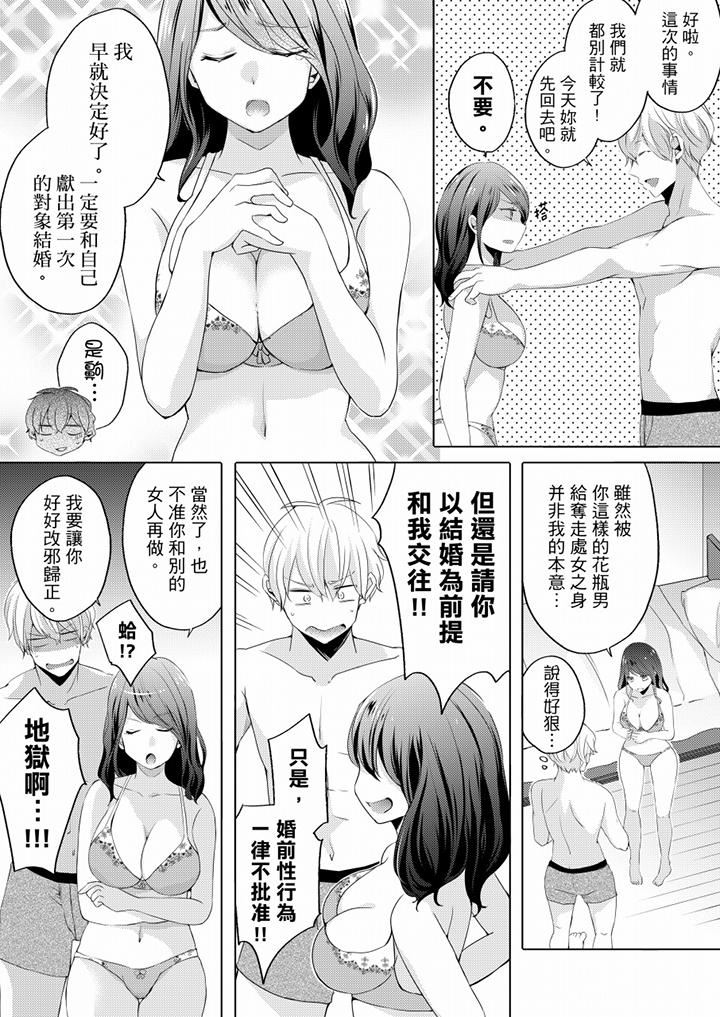 好啦。
這次的事情
我們就
都別計較了！
今天妳就
先回去吧。
搭
不要。
我
早就決定好了。一定要和自己
獻出第一次
的對象結婚。
是齁…
雖然被
你這樣的花瓶男
給奪走處女之身
並非我的本意…
說得好狠…
但還是請你
以結婚為前提
和我交往!!
只是，
婚前性行為
一律不批准!!
當然了，也
不准你和別的
女人再做。
我要讓你
好好改邪歸正。
蛤!?
地獄啊…!!!